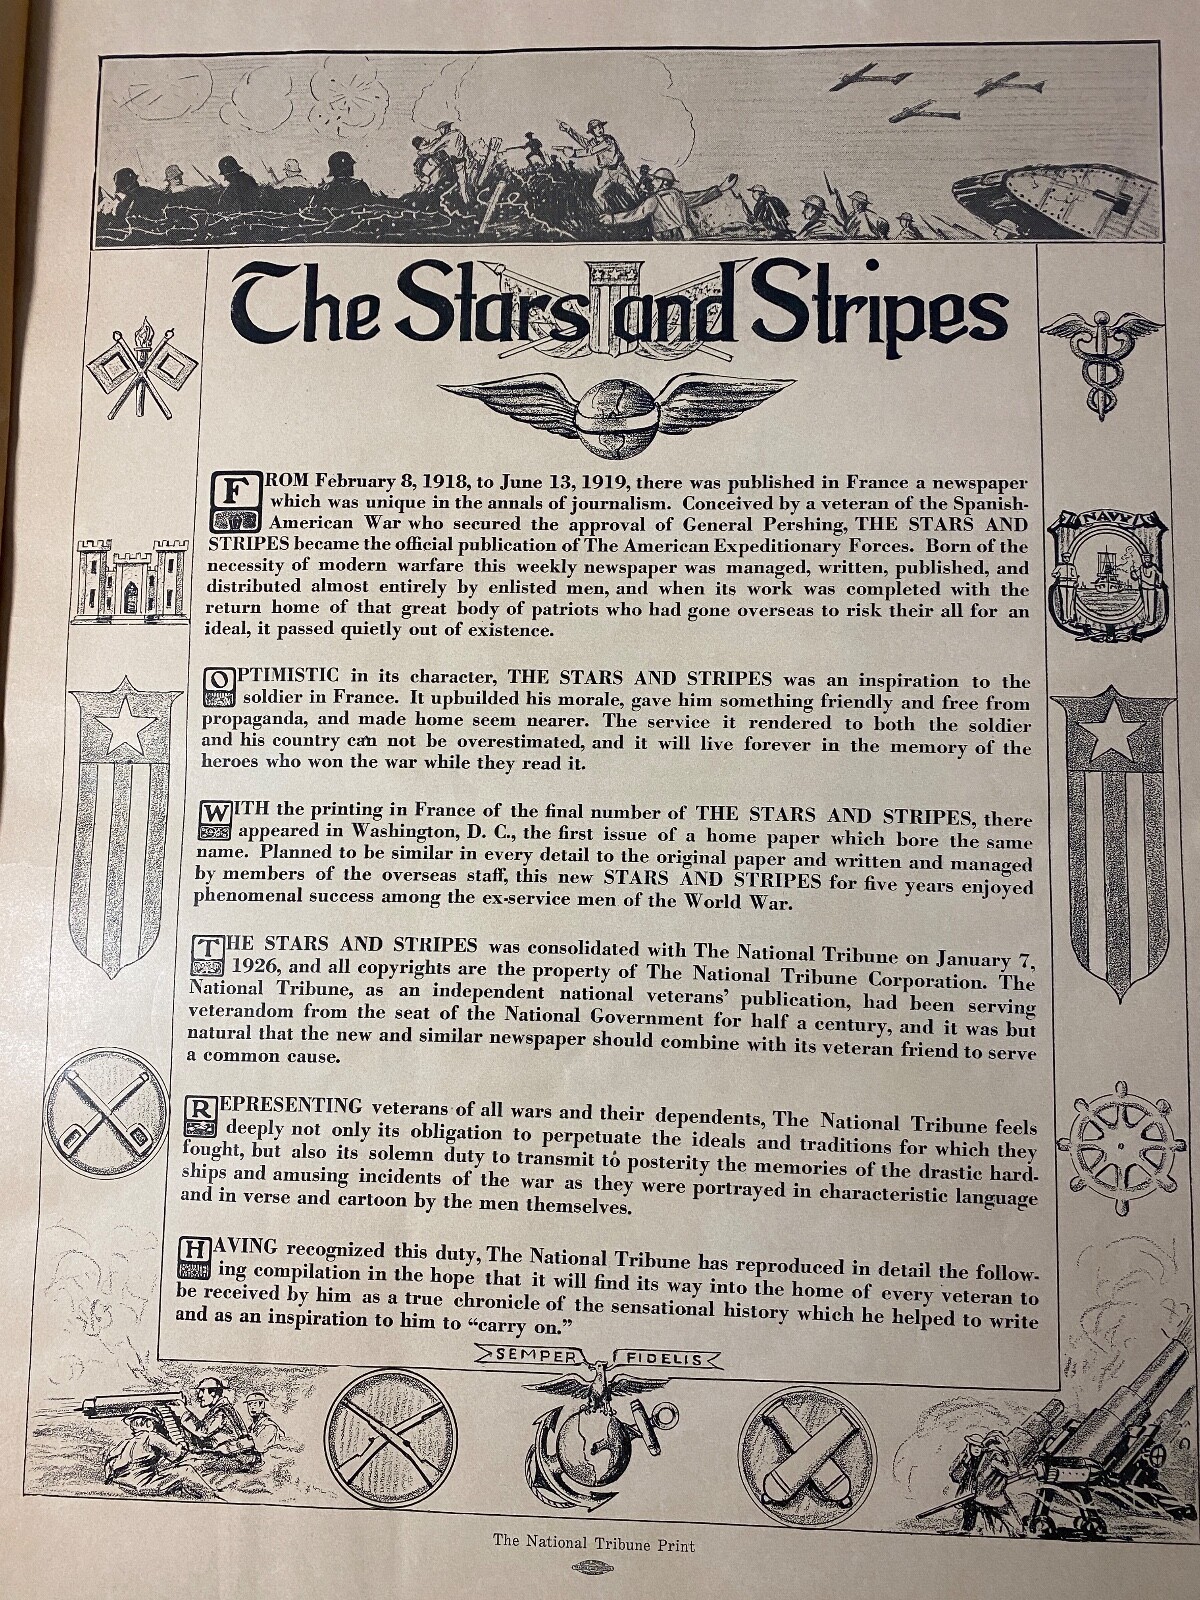 The Stars and Stripes
FROM February 8, 1918, to June 13, 1919, there was published in France a newspaper
which was unique in the annals of journalism. Conceived by a veteran of the Spanish-
American War who secured the approval of General Pershing, THE STARS AND
STRIPES became the official publication of The American Expeditionary Forces. Born of the
necessity of modern warfare this weekly newspaper was managed, written, published, and
distributed almost entirely by enlisted men, and when its work was completed with the
return home of that great body of patriots who had gone overseas to risk their all for an
ideal, it passed quietly out of existence.
NAVY
OPTIMISTIC in its character, THE STARS AND STRIPES was an inspiration to the
soldier in France. It upbuilded his morale, gave him something friendly and free from
propaganda, and made home seem nearer. The service it rendered to both the soldier
and his country can not be overestimated, and it will live forever in the memory of the
heroes who won the war while they read it.
WITH the printing in France of the final number of THE STARS AND STRIPES, there
appeared in Washington, D. C., the first issue of a home paper which bore the same
name. Planned to be similar in every detail to the original paper and written and managed
by members of the overseas staff, this new STARS AND STRIPES for five years enjoyed
phenomenal success among the ex-service men of the World War.
THE STARS AND STRIPES was consolidated with The National Tribune on January 7,
1926, and all copyrights are the property of The National Tribune Corporation. The
National Tribune, as an independent national veterans' publication, had been serving
veterandom from the seat of the National Government for half a century, and it was but
natural that the new and similar newspaper should combine with its veteran friend to serve
a common cause.
REPRESENTING veterans of all wars and their dependents, The National Tribune feels
deeply not only its obligation to perpetuate the ideals and traditions for which they
fought, but also its solemn duty to transmit to posterity the memories of the drastic hard-
ships and amusing incidents of the war as they were portrayed in characteristic language
and in verse and cartoon by the men themselves.
HAVING recognized this duty, The National Tribune has reproduced in detail the follow-
ing compilation in the hope that it will find its way into the home of every veteran to
be received by him as a true chronicle of the sensational history which he helped to write
and as an inspiration to him to "carry on."
SEMPER FIDELIS
The National Tribune Print